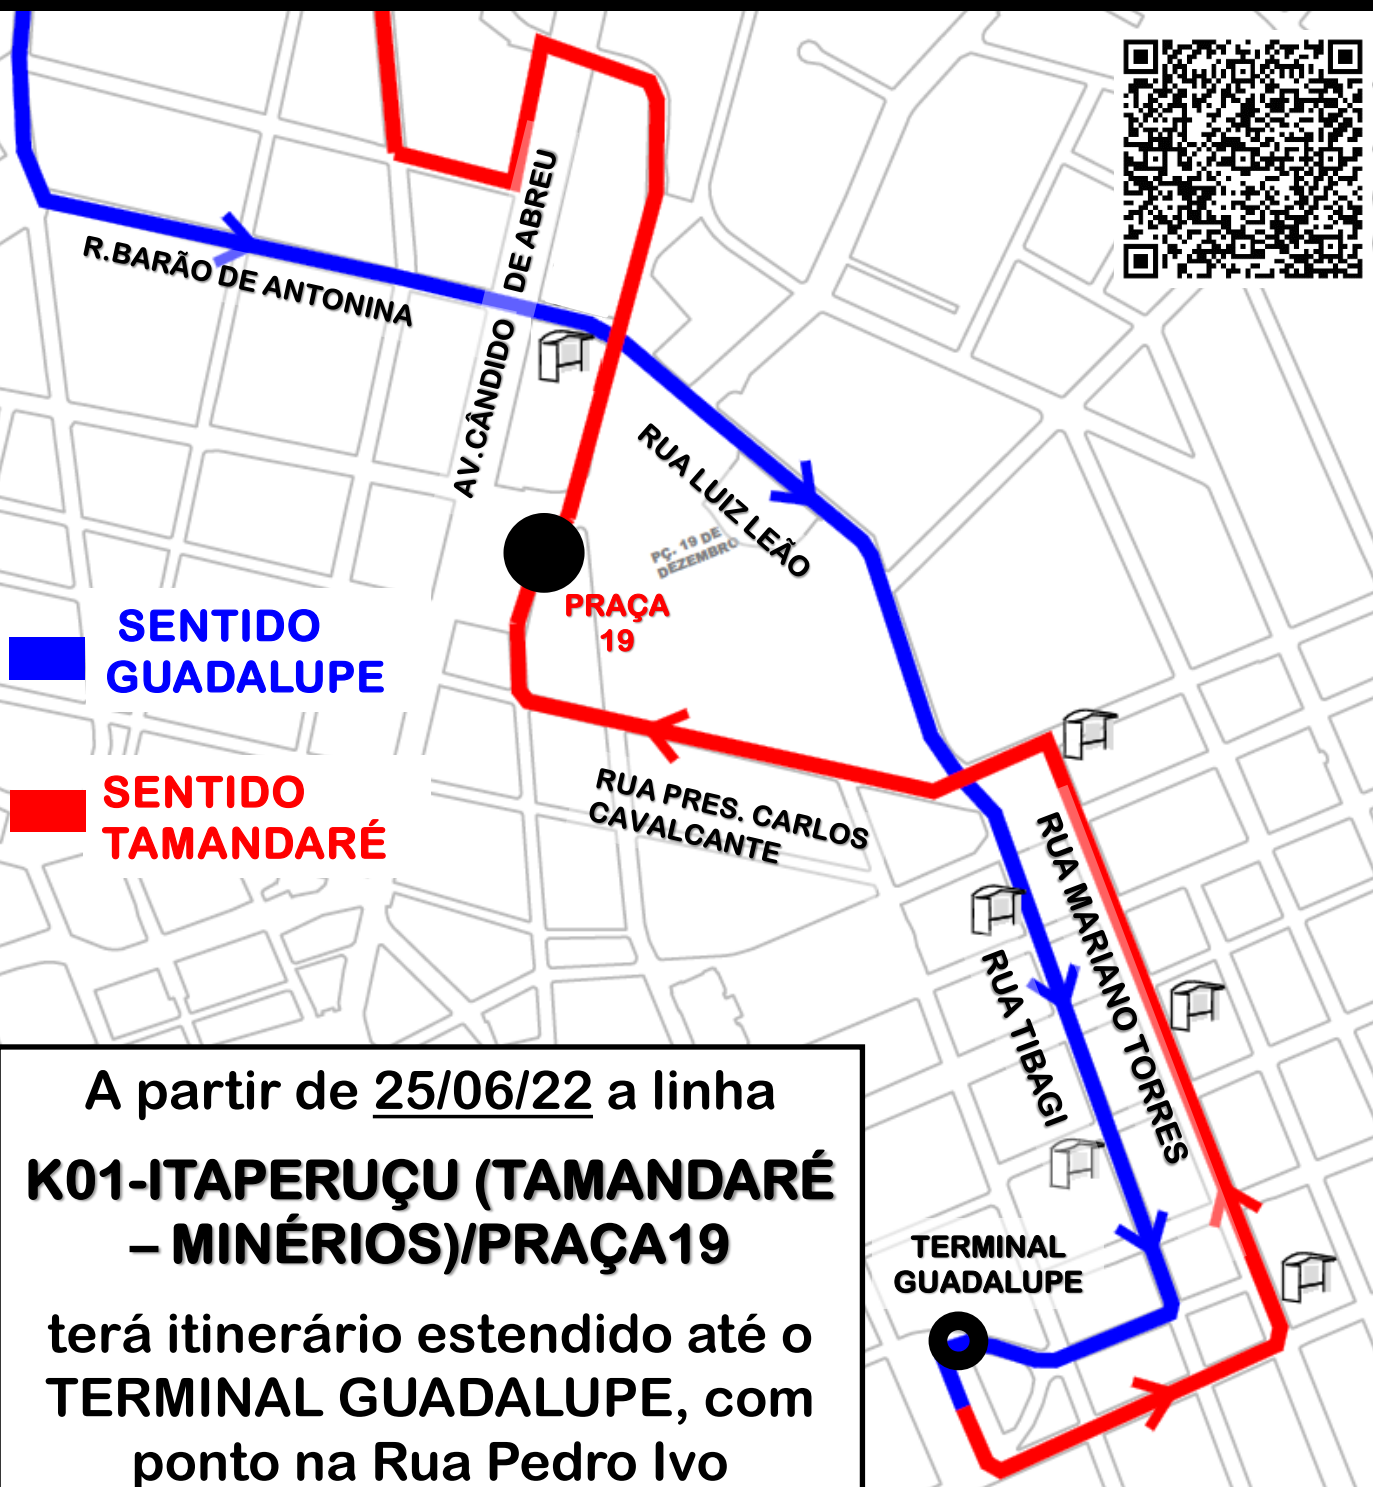 R.BARÃO DE ANTONINA
AV.CÂNDIDO DE ABREU
RUA LUIZ LEÃO
PÇ. 19 DE
DEZEMBRO
PRAÇA
19
SENTIDO
GUADALUPE
SENTIDO
TAMANDARÉ
RUA PRES. CARLOS
CAVALCANTE
RUA MARIANO TORRES
RUA TIBAGI
TERMINAL
GUADALUPE
A partir de 25/06/22 a linha
K01-ITAPERUÇU (TAMANDARÉ
– MINÉRIOS)/PRAÇA19
terá itinerário estendido até o
TERMINAL GUADALUPE, com
ponto na Rua Pedro Ivo